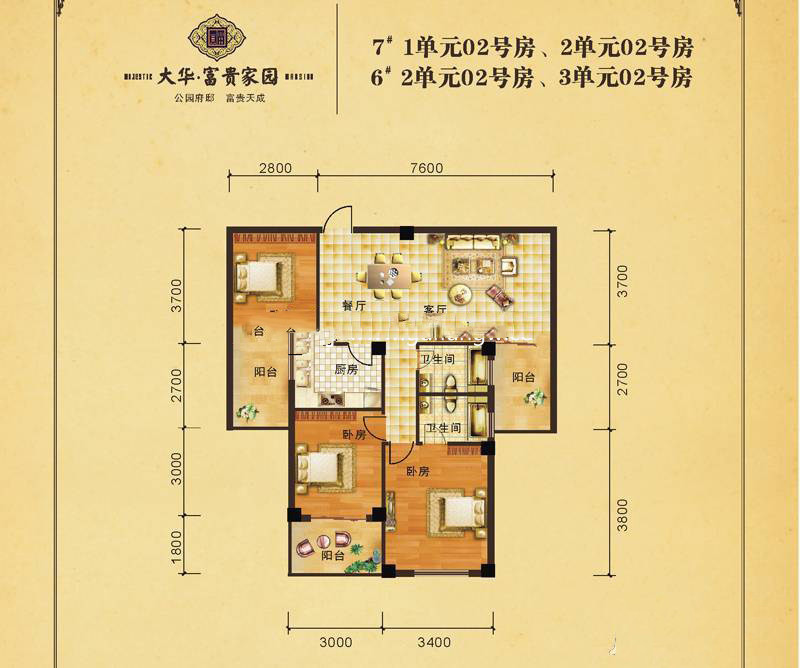 大华·富贵家园
MAJESTIC MANSION
公园府邸 富贵天成
7# 1单元02号房、2单元02号房
6# 2单元02号房、3单元02号房
2800 7600
3700 3700
餐厅 客厅
台 台
卫生间
阳台 厨房 阳台
2700 2700
卧房 卫生间
卧房
3000 3800
阳台
1800
3000 3400